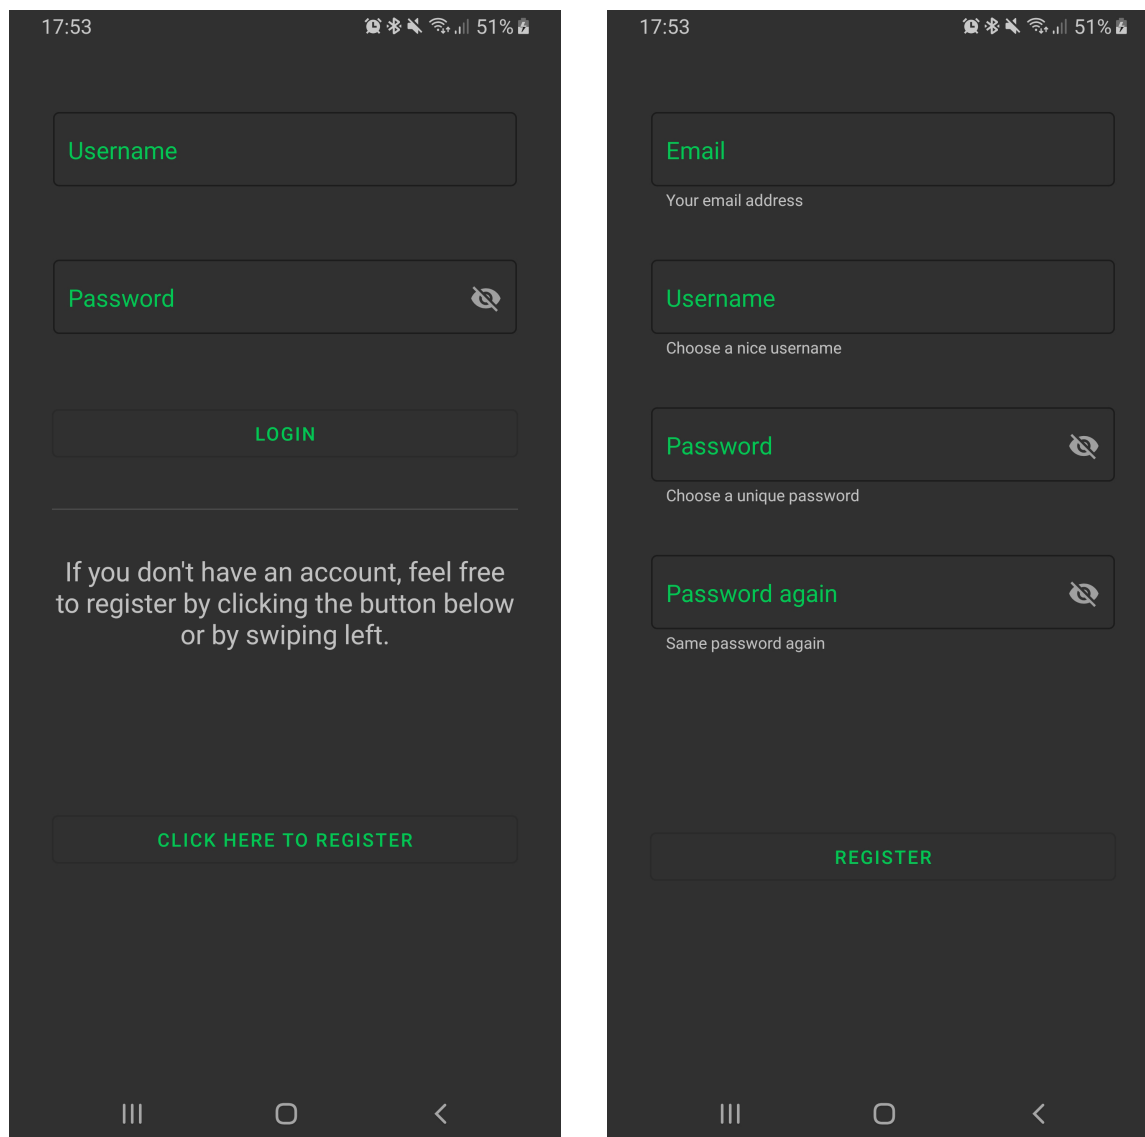 17:53
51%
Username
Password
LOGIN
If you don't have an account, feel free
to register by clicking the button below
or by swiping left.
CLICK HERE TO REGISTER
17:53
51%
Email
Your email address
Username
Choose a nice username
Password
Choose a unique password
Password again
Same password again
REGISTER